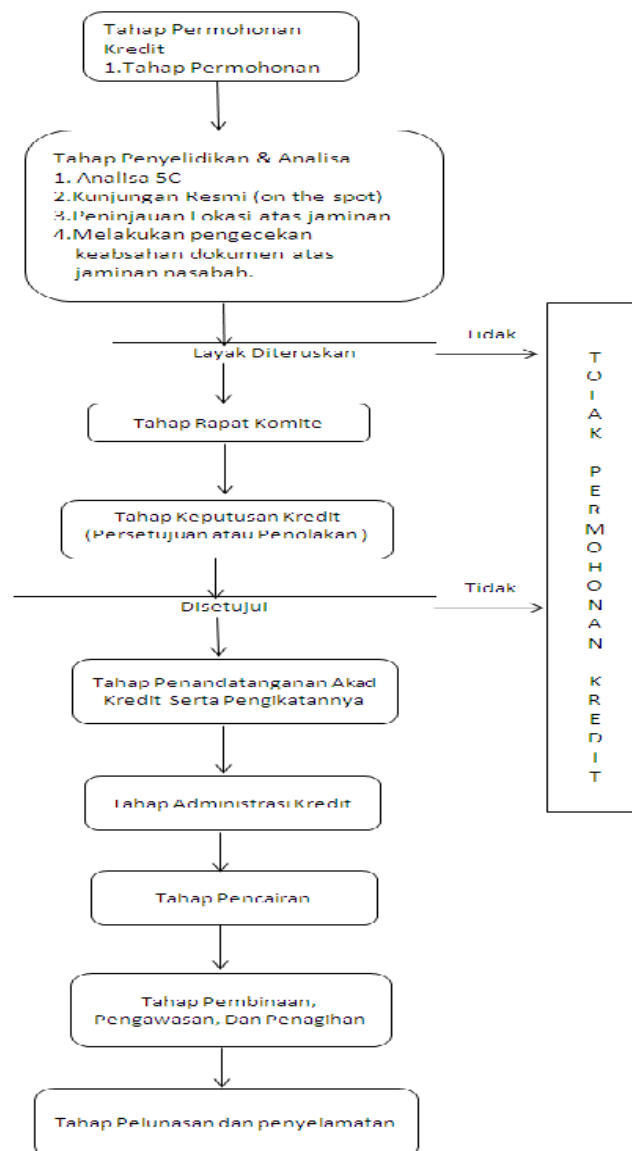 Tahap Permohonan
Kredit
1.Tahap Permohonan
Tahap Penyelidikan & Analisa
1. Analisa 5C
2.Kunjungan Resmi (on the spot)
3.Peninjauan Lokasi atas jaminan
4.Melakukan pengecekan
keabsahan dokumen atas
jaminan nasabah.
Layak Diteruskan
Tidak
Tahap Rapat Komite
Tahap Keputusan Kredit
(Persetujuan atau Penolakan )
Disetujui
Tidak
TOLAK PERMOHONAN KREDIT
Tahap Penandatanganan Akad
Kredit Serta Pengikatannya
Tahap Administrasi Kredit
Tahap Pencairan
Tahap Pembinaan,
Pengawasan, Dan Penagihan
Tahap Pelunasan dan penyelamatan